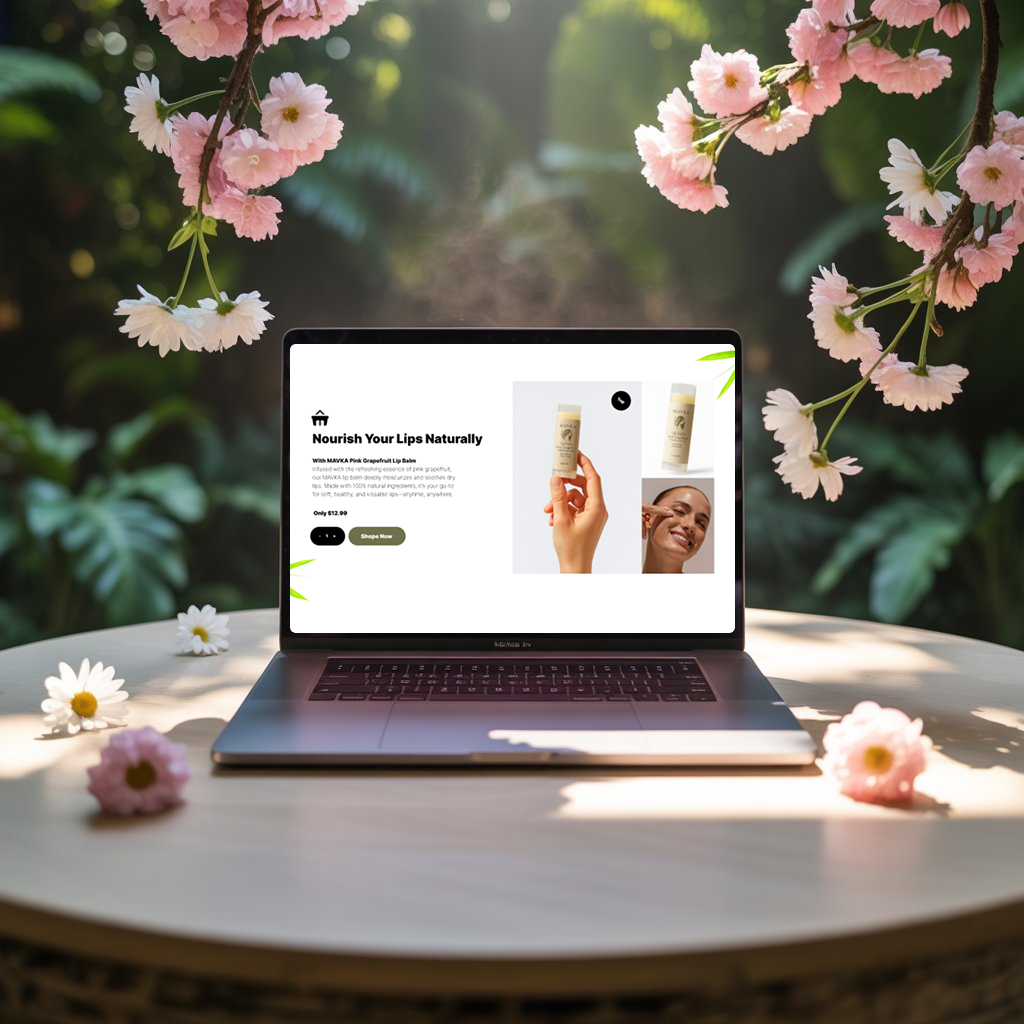 Nourish Your Lips Naturally
With MAVKA Pink Grapefruit Lip Balm
Infused with the refreshing essence of pink grapefruit,
our MAVKA lip balm deeply moisturizes and soothes dry
lips. Made with 100% natural ingredients, it's your go-to
for soft, healthy, and kissable lips—anytime, anywhere.
Only $12.99
- 1 +
Shope Now
MAVKA
MAVKA